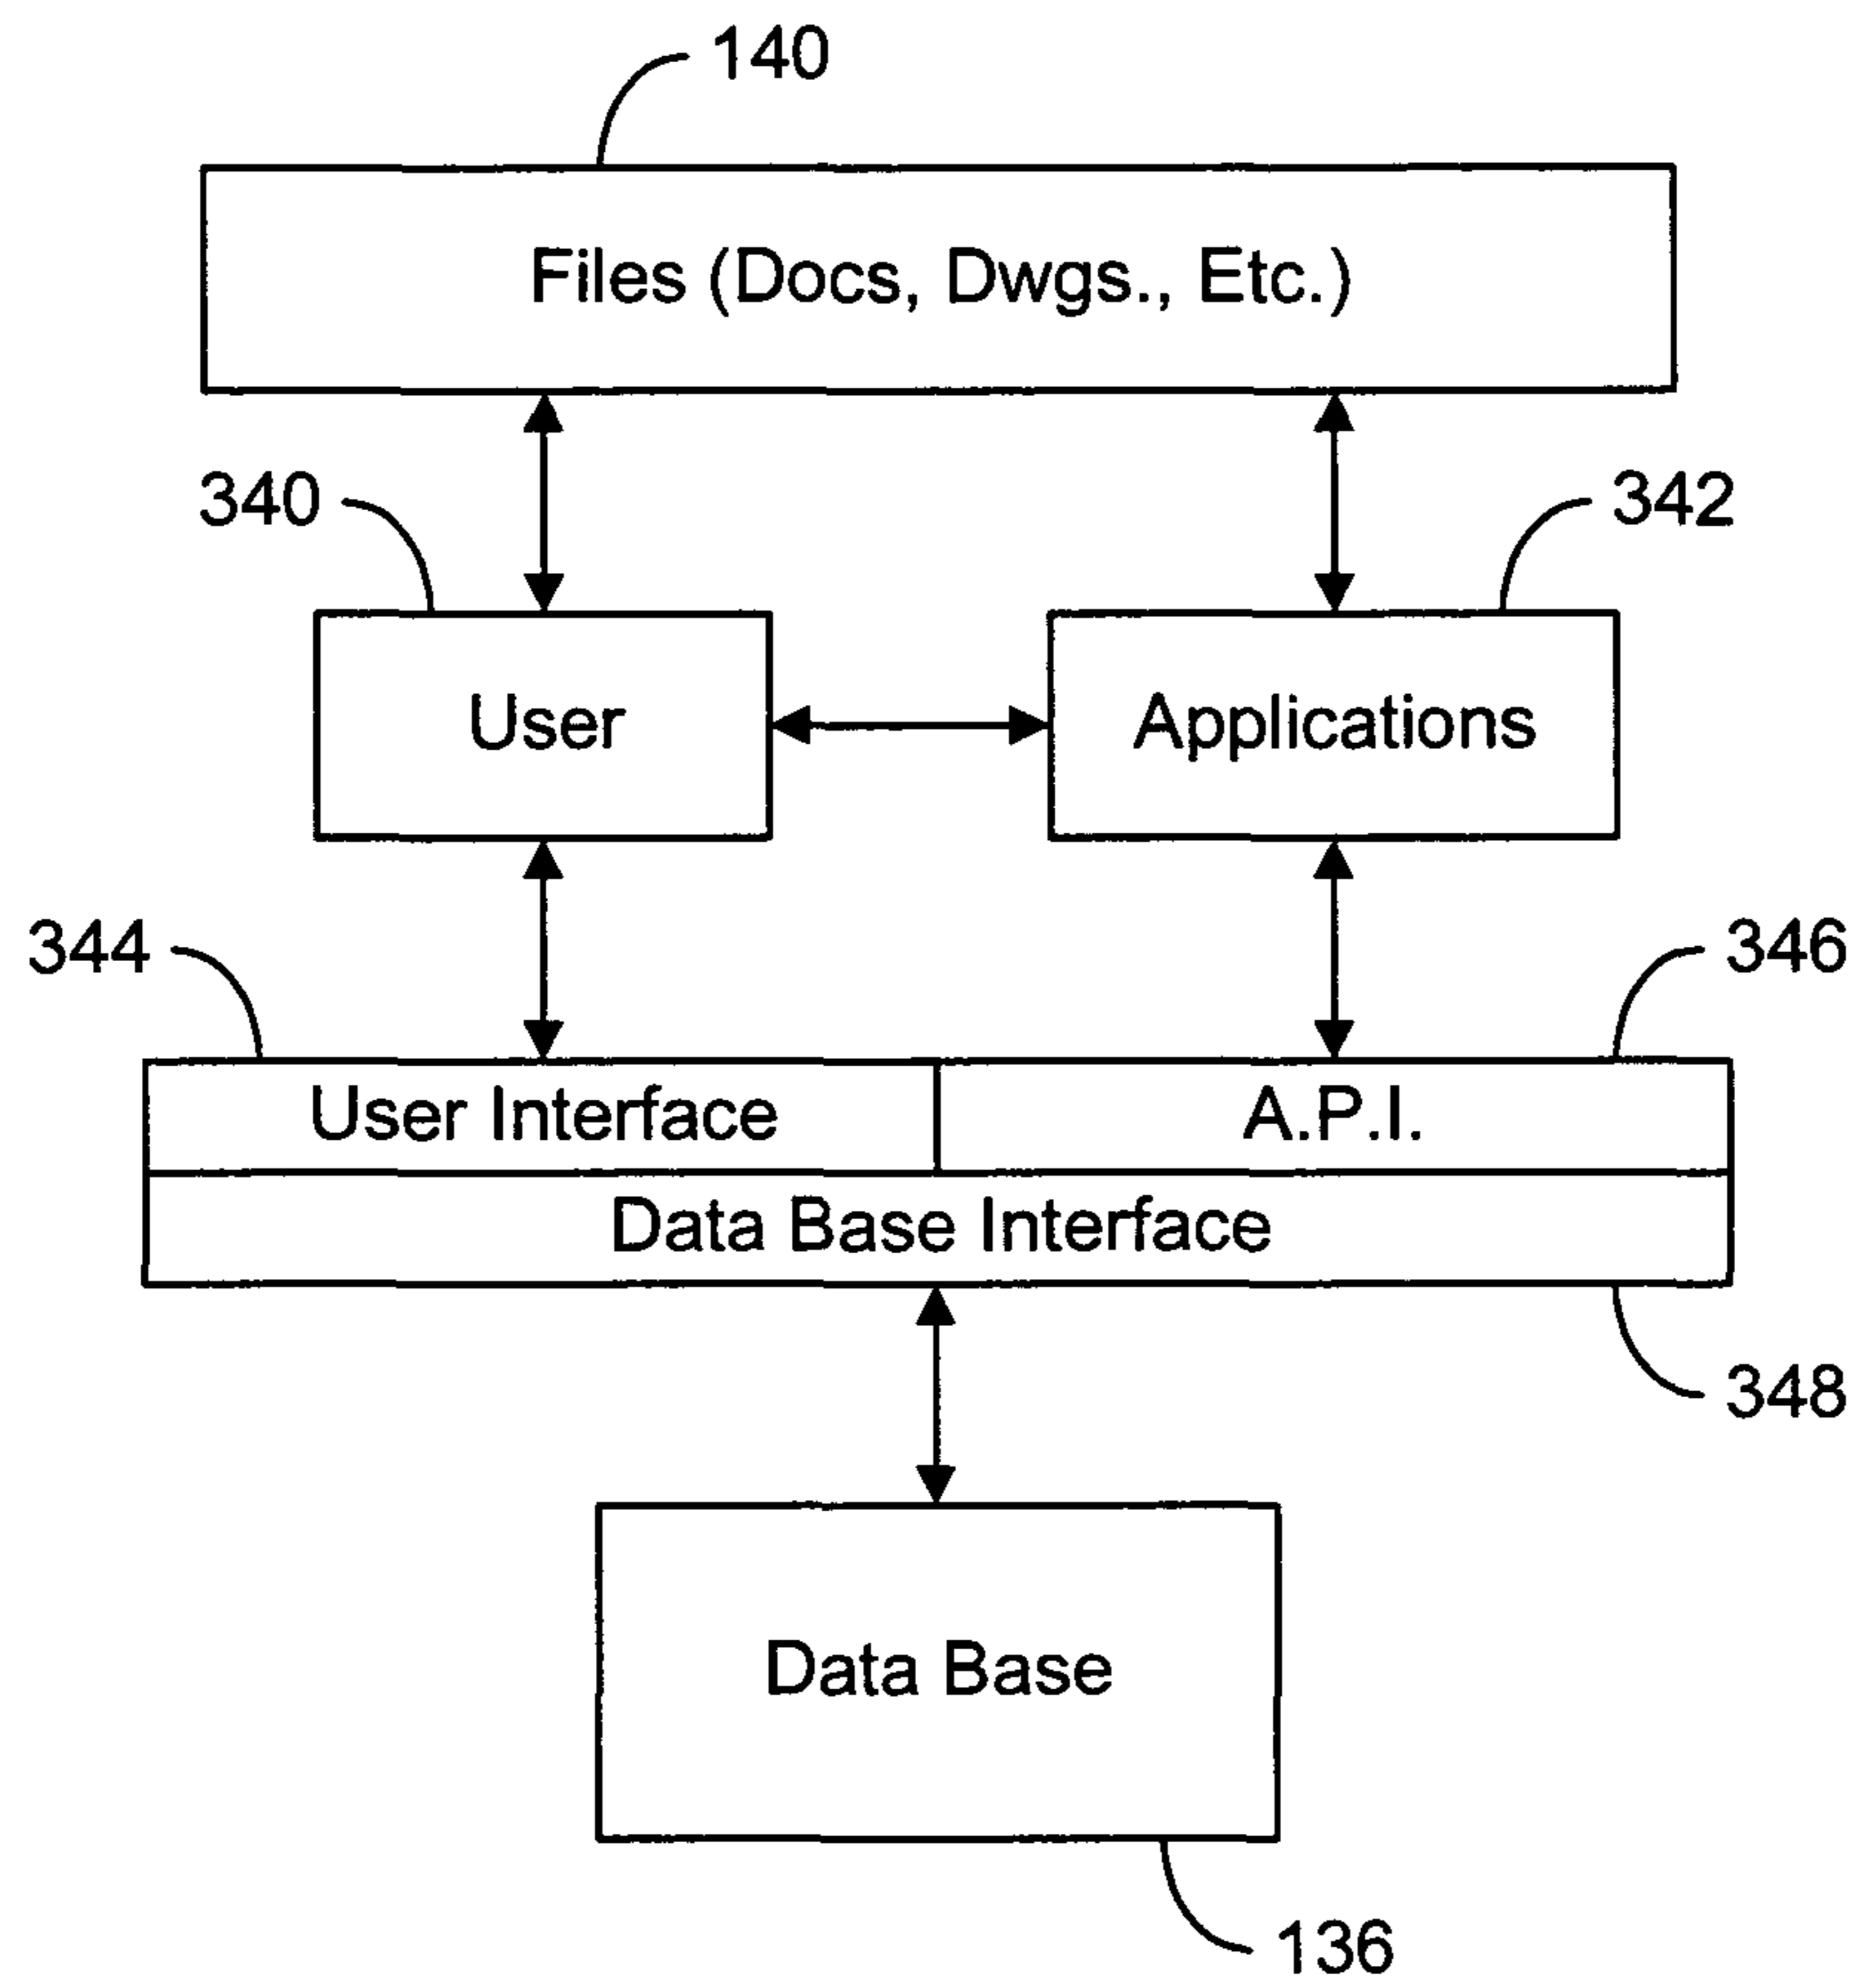 140
Files (Docs, Dwgs., Etc.)
340
342
User
Applications
344
346
User Interface
A.P.I.
Data Base Interface
348
Data Base
136